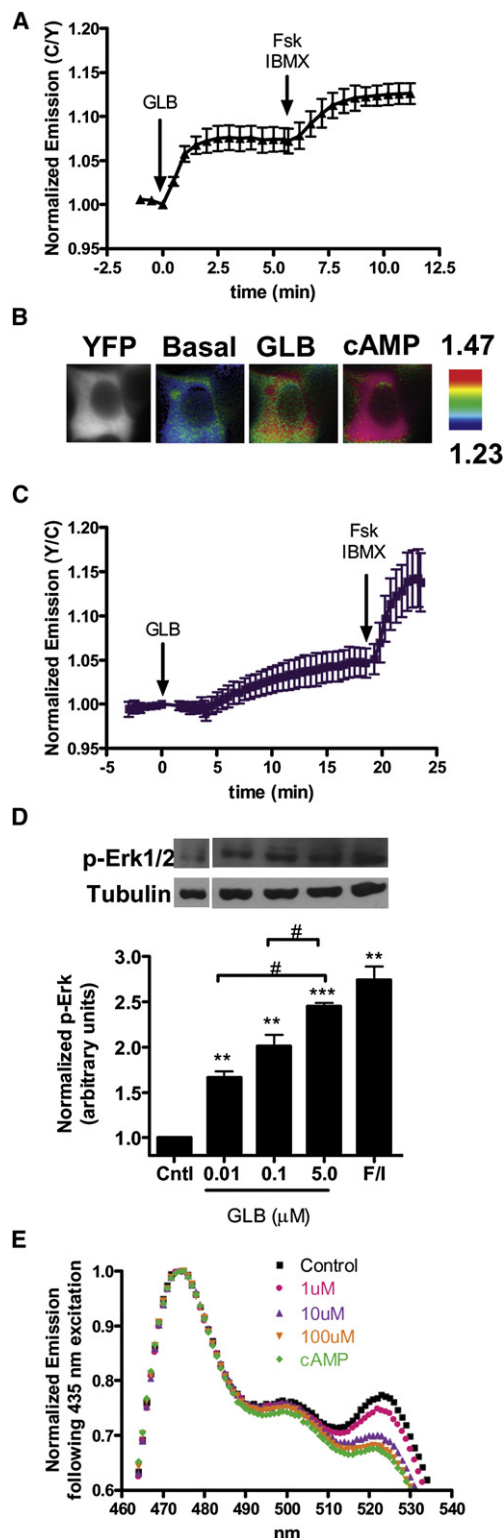 A
Normalized Emission (C/Y)
1.20
1.15
1.10
1.05
1.00
0.95
GLB
Fsk
IBMX
-2.5 0.0 2.5 5.0 7.5 10.0 12.5
time (min)
B
YFP Basal GLB cAMP 1.47
1.23
C
Normalized Emission (Y/C)
1.20
1.15
1.10
1.05
1.00
0.95
GLB
Fsk
IBMX
-5 0 5 10 15 20 25
time (min)
D
p-Erk1/2
Tubulin
Normalized p-Erk
(arbitrary units)
3.0
2.5
2.0
1.5
1.0
#
#
** ** *** **
Cntl 0.01 0.1 5.0 F/I
GLB (μM)
E
Normalized Emission
following 435 nm excitation
1.0
0.9
0.8
0.7
0.6
Control
1uM
10uM
100uM
cAMP
460 470 480 490 500 510 520 530 540
nm